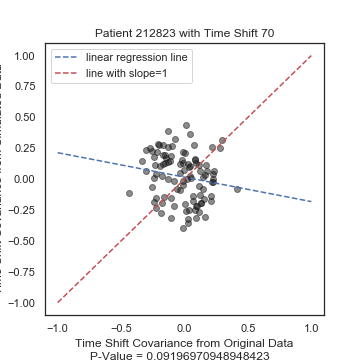 Patient 212823 with Time Shift 70
linear regression line
line with slope=1
1.00
0.75
0.50
0.25
0.00
−0.25
−0.50
−0.75
−1.00
−1.0
−0.5
0.0
0.5
1.0
Time Shift Covariance from Original Data
P-Value = 0.09196970948948423